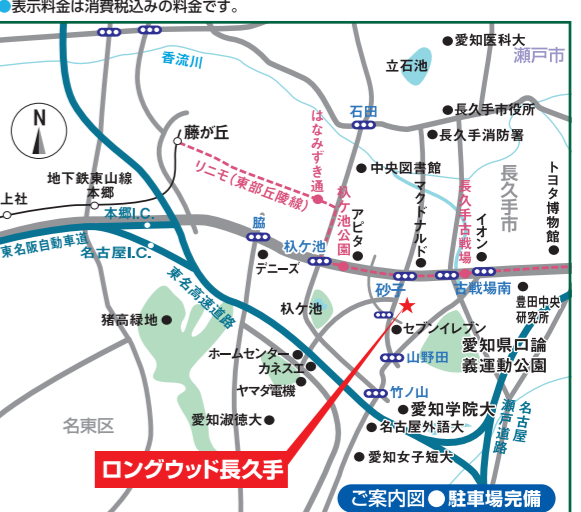 ●表示料金は消費税込みの料金です。
N
香流川
●愛知医科大
立石池
瀬戸市
石田
●長久手市役所
●長久手消防署
藤が丘
はなみずき通
リニモ(東部丘陵線)
●中央図書館
地下鉄東山線
本郷
上社
杁ケ池公園
アピタ
マクドナルド
長久手古戦場
イオン
長久手市
トヨタ博物館
本郷I.C.
東名阪自動車道
名古屋I.C.
脇
デニーズ
杁ケ池
砂子
古戦場南
東名高速道路
杁ケ池
豊田中央
研究所
猪高緑地●
●セブンイレブン
愛知県口論
義運動公園
ホームセンター
カネスエ
ヤマダ電機
山野田
竹ノ山
愛知淑徳大●
●愛知学院大
●名古屋外語大
名古屋
瀬戸道路
名東区
●愛知女子短大
ロングウッド長久手
ご案内図●駐車場完備